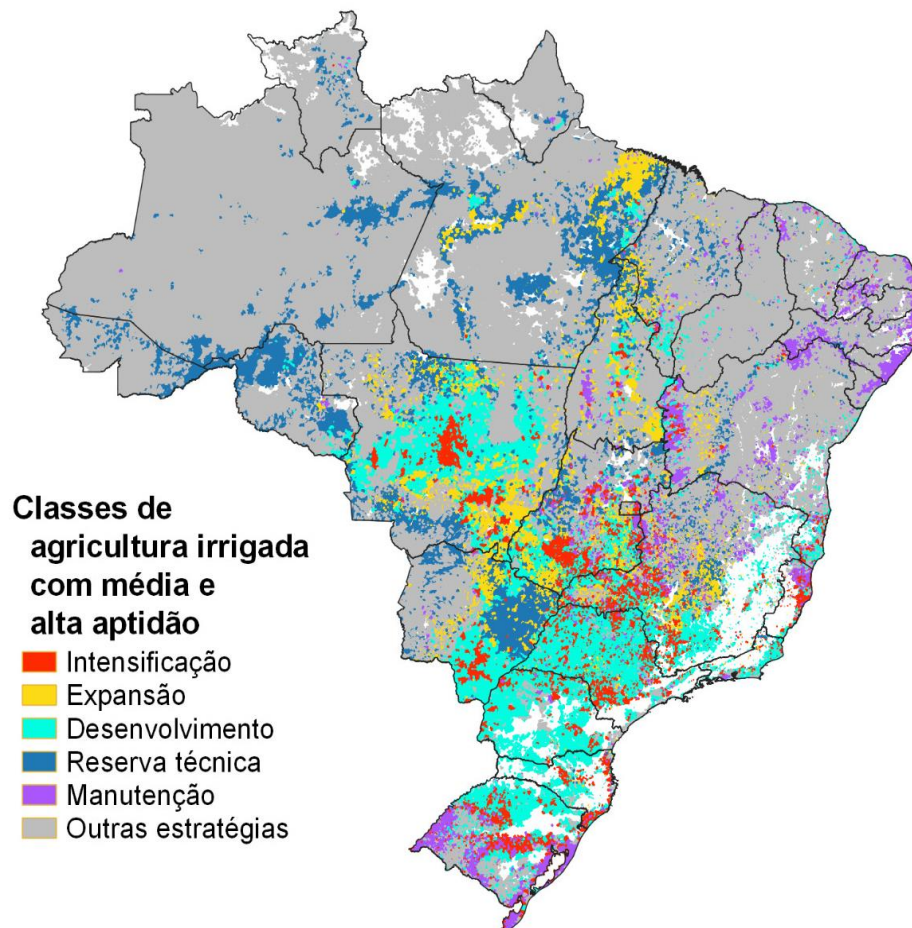 Classes de
agricultura irrigada
com média e
alta aptidão
Intensificação
Expansão
Desenvolvimento
Reserva técnica
Manutenção
Outras estratégias